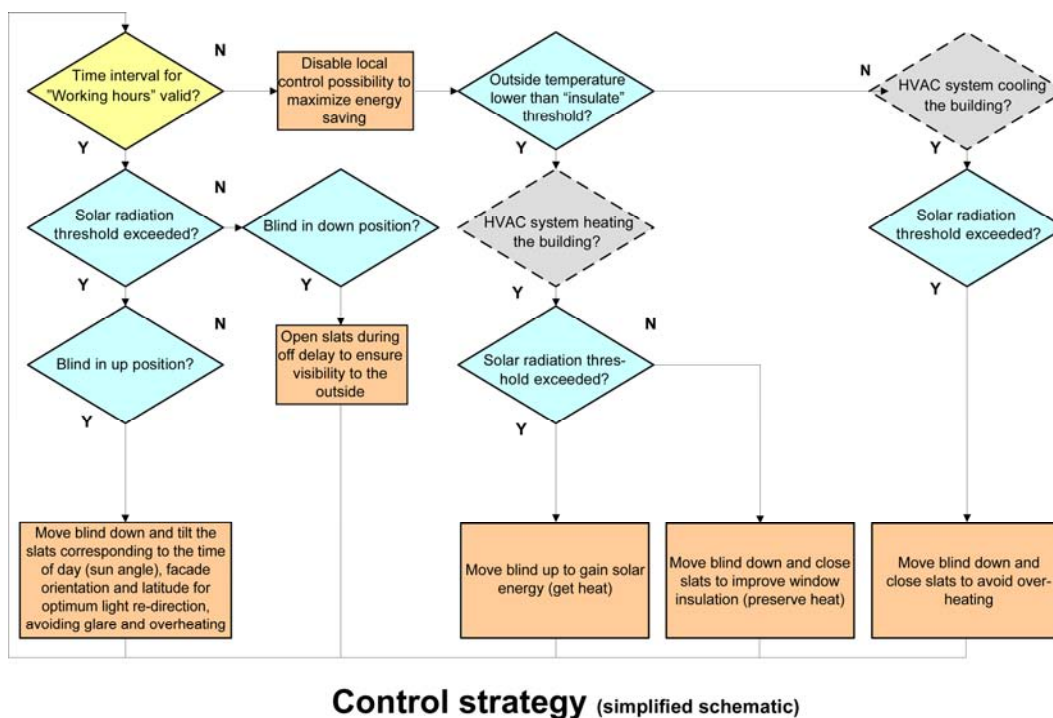 N
Time interval for
"Working hours" valid?
Y
Disable local
control possibility to
maximize energy
saving
Outside temperature
lower than “insulate”
threshold?
Y
N
HVAC system cooling
the building?
Y
Solar radiation
threshold exceeded?
N
Y
Blind in down position?
Y
HVAC system heating
the building?
Y
Solar radiation
threshold exceeded?
Y
Blind in up position?
N
Y
Open slats during
off delay to ensure
visibility to the
outside
Solar radiation thres-
hold exceeded?
N
Y
Move blind down and tilt the
slats corresponding to the time
of day (sun angle), facade
orientation and latitude for
optimum light re-direction,
avoiding glare and overheating
Move blind up to gain solar
energy (get heat)
Move blind down and close
slats to improve window
insulation (preserve heat)
Move blind down and
close slats to avoid over-
heating
Control strategy (simplified schematic)